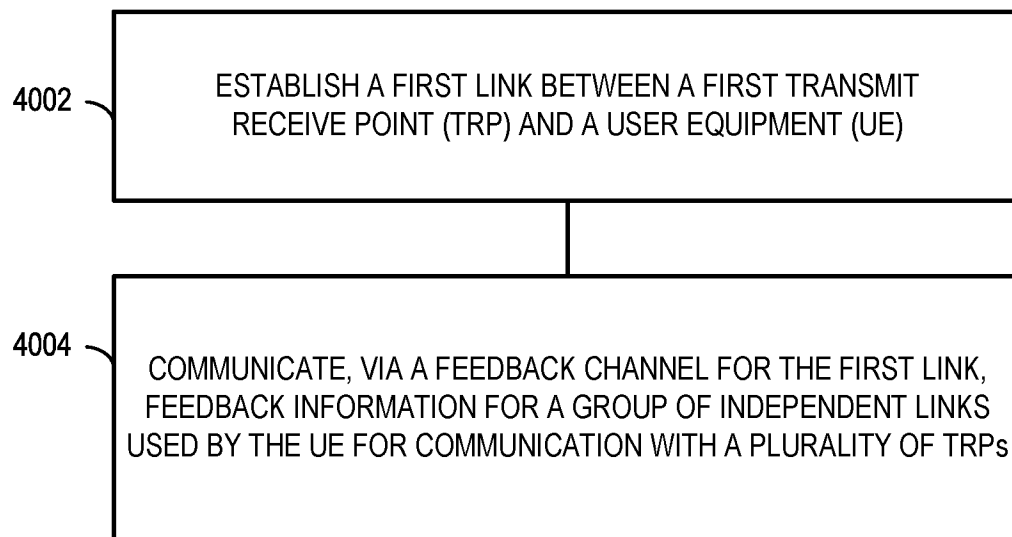 4002
ESTABLISH A FIRST LINK BETWEEN A FIRST TRANSMIT
RECEIVE POINT (TRP) AND A USER EQUIPMENT (UE)
4004
COMMUNICATE, VIA A FEEDBACK CHANNEL FOR THE FIRST LINK,
FEEDBACK INFORMATION FOR A GROUP OF INDEPENDENT LINKS
USED BY THE UE FOR COMMUNICATION WITH A PLURALITY OF TRPs